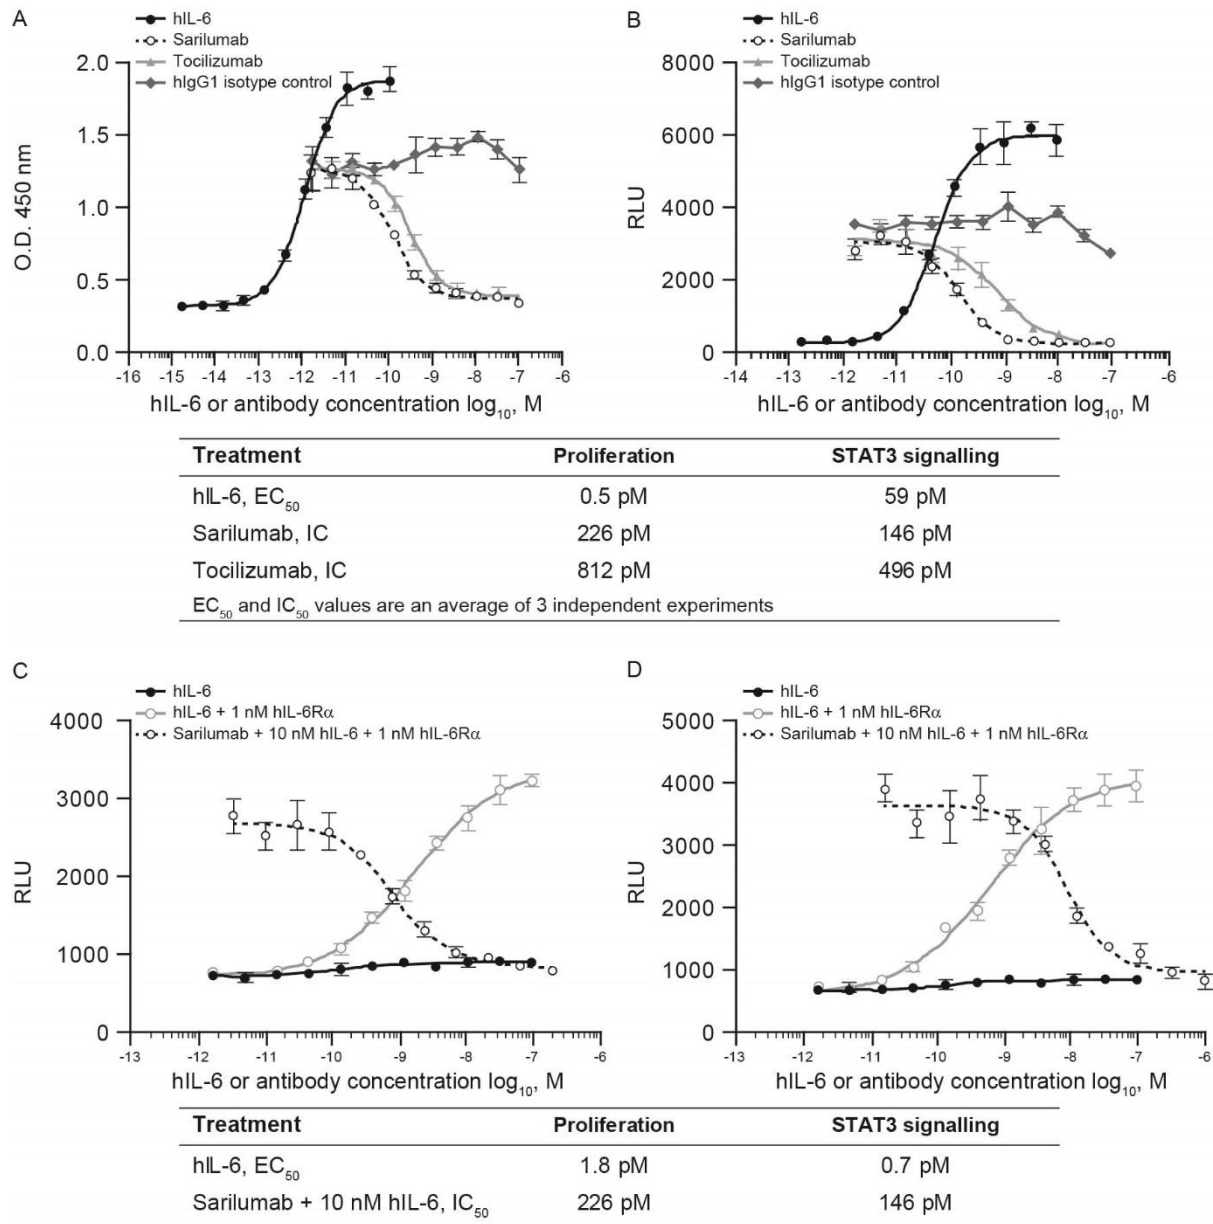 A
hIL-6
Sarilumab
Tocilizumab
hIgG1 isotype control
2.0
1.5
1.0
0.5
0.0
O.D. 450 nm
-16 -15 -14 -13 -12 -11 -10 -9 -8 -7 -6
hIL-6 or antibody concentration log₁₀, M
B
hIL-6
Sarilumab
Tocilizumab
hIgG1 isotype control
8000
6000
4000
2000
0
RLU
-14 -13 -12 -11 -10 -9 -8 -7 -6
hIL-6 or antibody concentration log₁₀, M
Treatment Proliferation STAT3 signalling
hIL-6, EC₅₀ 0.5 pM 59 pM
Sarilumab, IC 226 pM 146 pM
Tocilizumab, IC 812 pM 496 pM
EC₅₀ and IC₅₀ values are an average of 3 independent experiments
C
hIL-6
hIL-6 + 1 nM hIL-6Rα
Sarilumab + 10 nM hIL-6 + 1 nM hIL-6Rα
4000
3000
2000
1000
0
RLU
-13 -12 -11 -10 -9 -8 -7 -6
hIL-6 or antibody concentration log₁₀, M
D
hIL-6
hIL-6 + 1 nM hIL-6Rα
Sarilumab + 10 nM hIL-6 + 1 nM hIL-6Rα
5000
4000
3000
2000
1000
0
RLU
-13 -12 -11 -10 -9 -8 -7 -6
hIL-6 or antibody concentration log₁₀, M
Treatment Proliferation STAT3 signalling
hIL-6, EC₅₀ 1.8 pM 0.7 pM
Sarilumab + 10 nM hIL-6, IC₅₀ 226 pM 146 pM